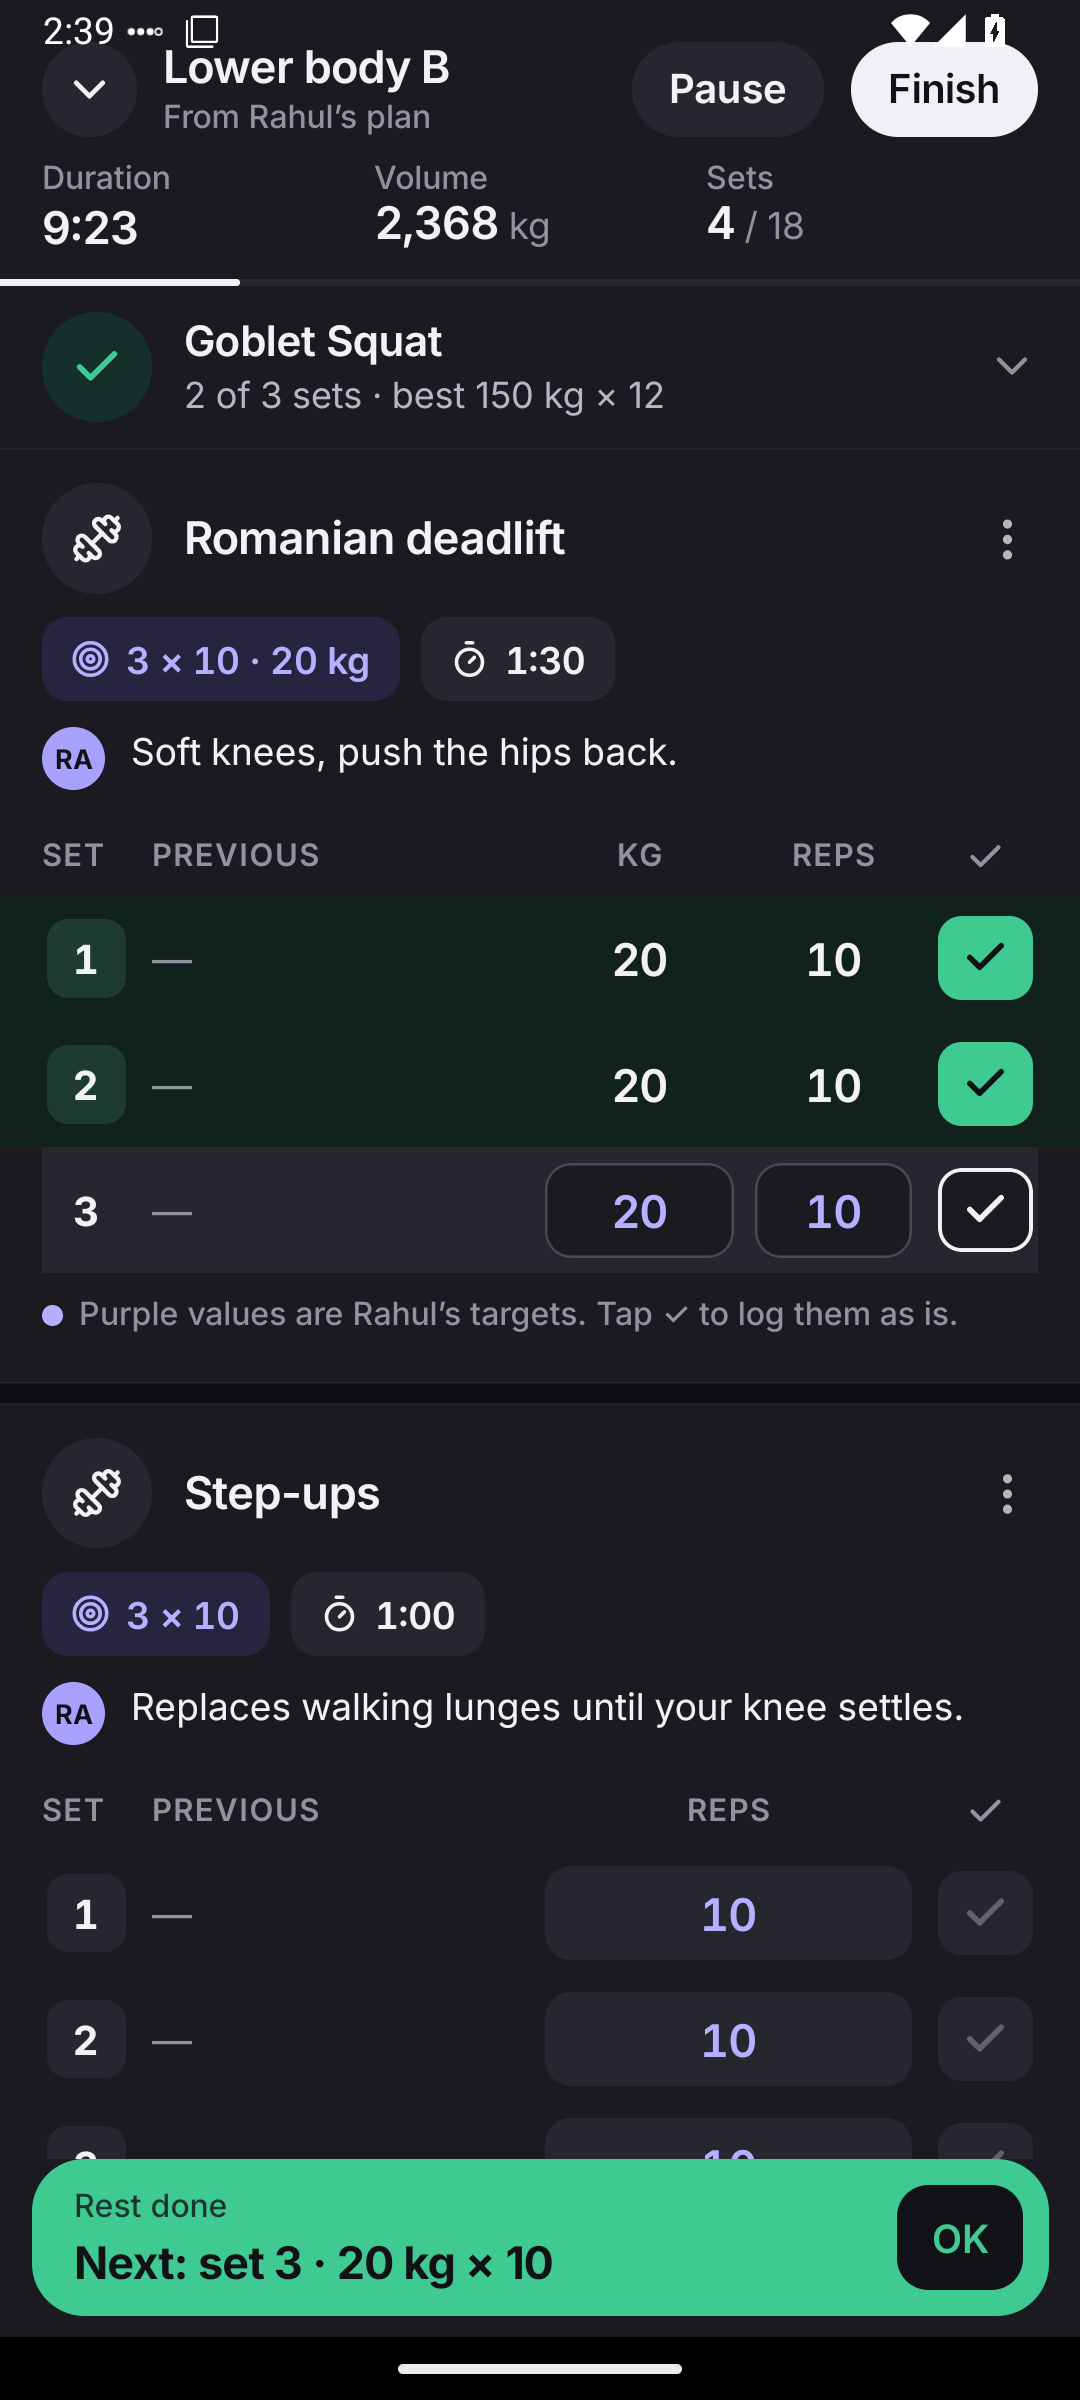 2:39
Lower body B
From Rahul's plan
Pause
Finish
Duration
9:23
Volume
2,368 kg
Sets
4 / 18
Goblet Squat
2 of 3 sets · best 150 kg × 12
Romanian deadlift
3 × 10 · 20 kg
1:30
RA
Soft knees, push the hips back.
SET PREVIOUS KG REPS ✓
1 — 20 10 ✓
2 — 20 10 ✓
3 — 20 10 ✓
Purple values are Rahul's targets. Tap ✓ to log them as is.
Step-ups
3 × 10
1:00
RA
Replaces walking lunges until your knee settles.
SET PREVIOUS REPS ✓
1 — 10 ✓
2 — 10 ✓
Rest done
Next: set 3 · 20 kg × 10
OK